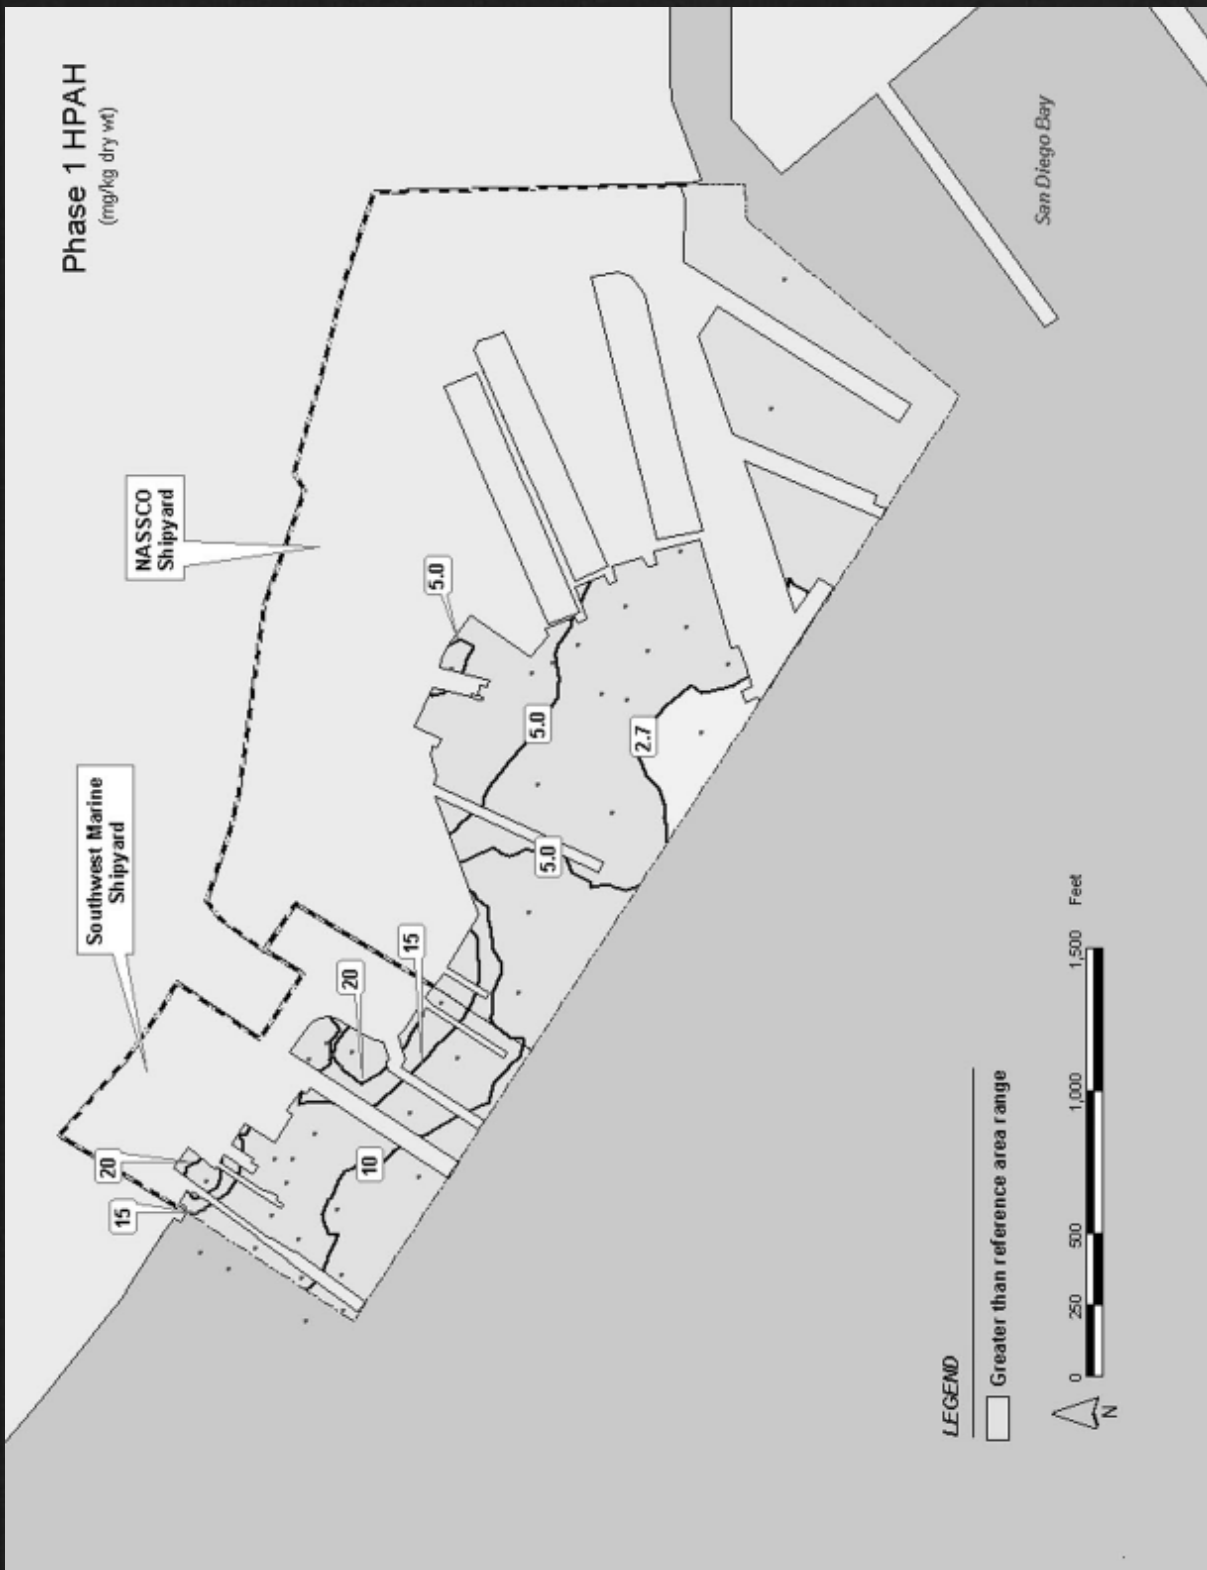 Phase 1 HPAH
(mg/kg dry wt)
NASSCO
Shipyard
Southwest Marine
Shipyard
San Diego Bay
5.0
5.0
2.7
5.0
15
20
10
20
15
LEGEND
Greater than reference area range
N
0
250
500
1,000
1,500
Feet